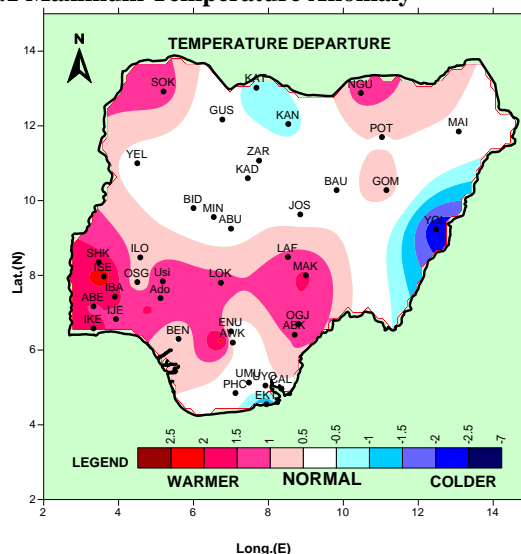 Maximum Temperature Anomaly
14
12
10
8
6
4
2
Lat.(N)
N
TEMPERATURE DEPARTURE
SOK
KAT
NGU
GUS
KAN
MAI
POT
YEL
ZAR
KAD
BAU
GOM
BID
MIN
JOS
ABU
YOL
SHK
ILO
LAF
ISE
OSG
Usi
LOK
MAK
IBA
Ado
ABE
IJE
IKE
OGJ
ENU
BEN
AWK
ABK
UMU
UYO
CAL
PHC
EKT
2.5
2
1.5
1
0.5
-0.5
-1
-1.5
-2
-2.5
-7
LEGEND
WARMER
NORMAL
COLDER
2
4
6
8
10
12
14
Long.(E)